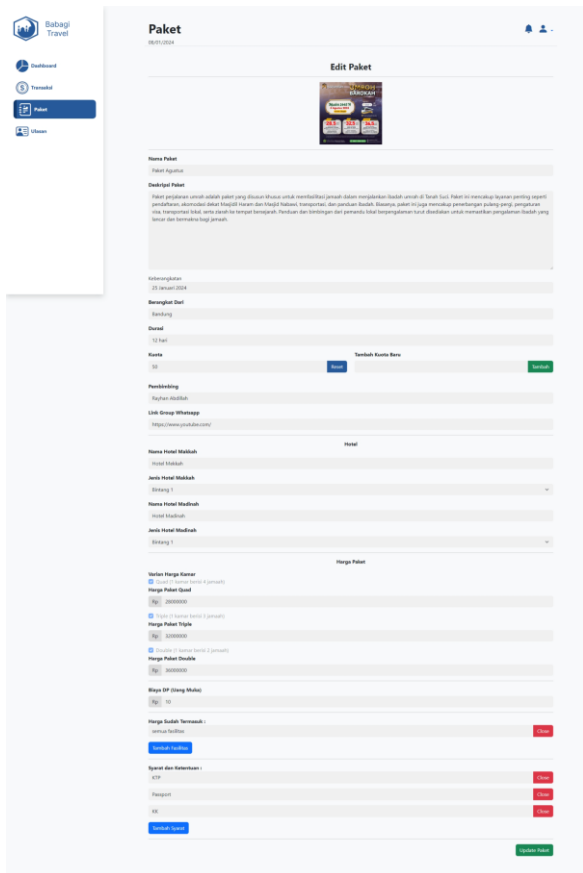 Babagi
Travel
Dashboard
Transaksi
Paket
Ulasan
Paket
08/01/2024
Edit Paket
UMROH
BAROKAH
Nama Paket
Paket Agustus
Deskripsi Paket
Paket perjalanan umrah adalah paket yang disusun khusus untuk memfasilitasi jamaah dalam menjalankan ibadah umrah di Tanah Suci. Paket ini mencakup layanan penting seperti
pendaftaran, akomodasi dekat Masjidil Haram dan Masjid Nabawi, transportasi, dan panduan ibadah. Biasanya, paket ini juga mencakup penerbangan pulang-pergi, pengaturan
visa, transportasi lokal, serta ziarah ke tempat bersejarah. Panduan dan bimbingan dari pemandu lokal berpengalaman turut disediakan untuk memastikan pengalaman ibadah yang
lancar dan bermakna bagi jamaah.
Keberangkatan
25 Januari 2024
Berangkat Dari
Bandung
Durasi
12 hari
Kuota
Tambah Kuota Baru
50
Reset
Tambah
Pembimbing
Rayhan Abdillah
Link Group Whatsapp
https://www.youtube.com/
Hotel
Nama Hotel Makkah
Hotel Makkah
Jenis Hotel Makkah
Bintang 1
Nama Hotel Madinah
Hotel Madinah
Jenis Hotel Madinah
Bintang 1
Harga Paket
Varian Harga Kamar
Quad (1 kamar berisi 4 jamaah)
Harga Paket Quad
Rp 28000000
Triple (1 kamar berisi 3 jamaah)
Harga Paket Triple
Rp 32000000
Double (1 kamar berisi 2 jamaah)
Harga Paket Double
Rp 36000000
Biaya DP (Uang Muka)
Rp 10
Harga Sudah Termasuk :
semua fasilitas
Close
Tambah Fasilitas
Syarat dan Ketentuan :
KTP
Close
Passport
Close
KK
Close
Tambah Syarat
Update Paket